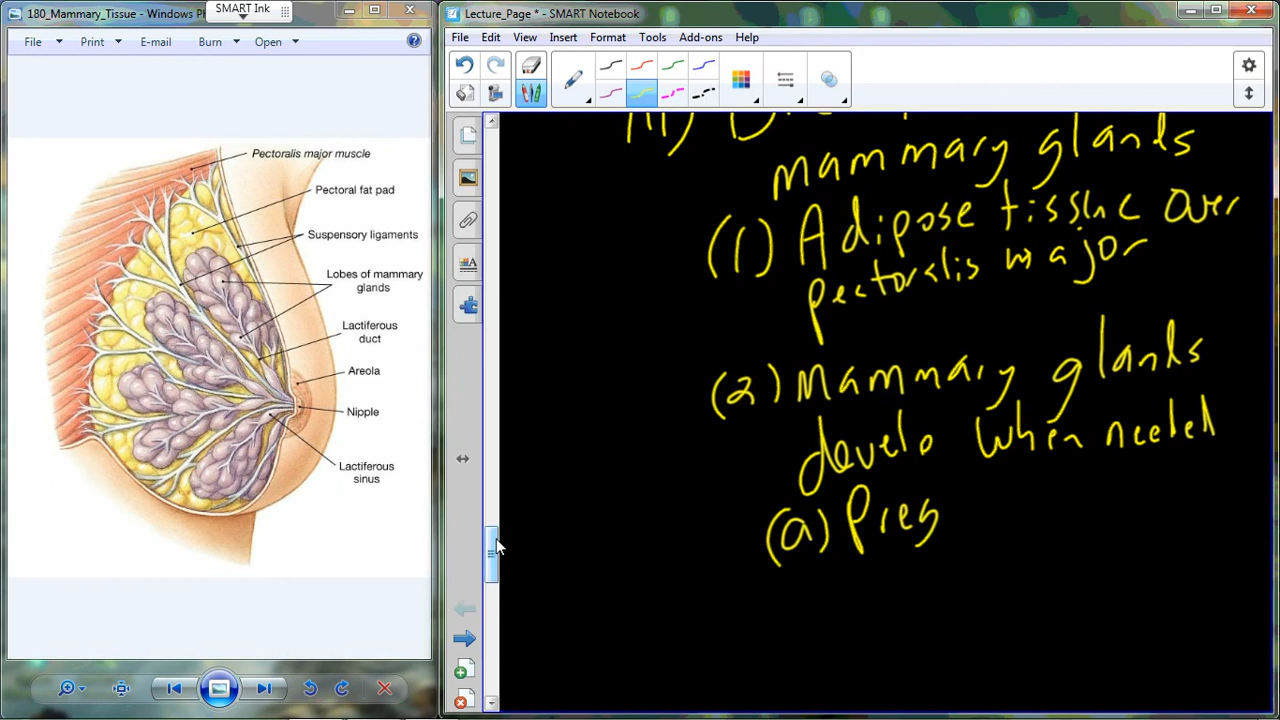 180_Mammary_Tissue - Windows Ph
SMART Ink
File Print E-mail Burn Open
Pectoralis major muscle
Pectoral fat pad
Suspensory ligaments
Lobes of mammary
glands
Lactiferous
duct
Areola
Nipple
Lactiferous
sinus
Lecture_Page * - SMART Notebook
File Edit View Insert Format Tools Add-ons Help
mammary glands
(1) Adipose tissue over
pectoralis major
(2) Mammary glands
develo when needed
(a) Preg